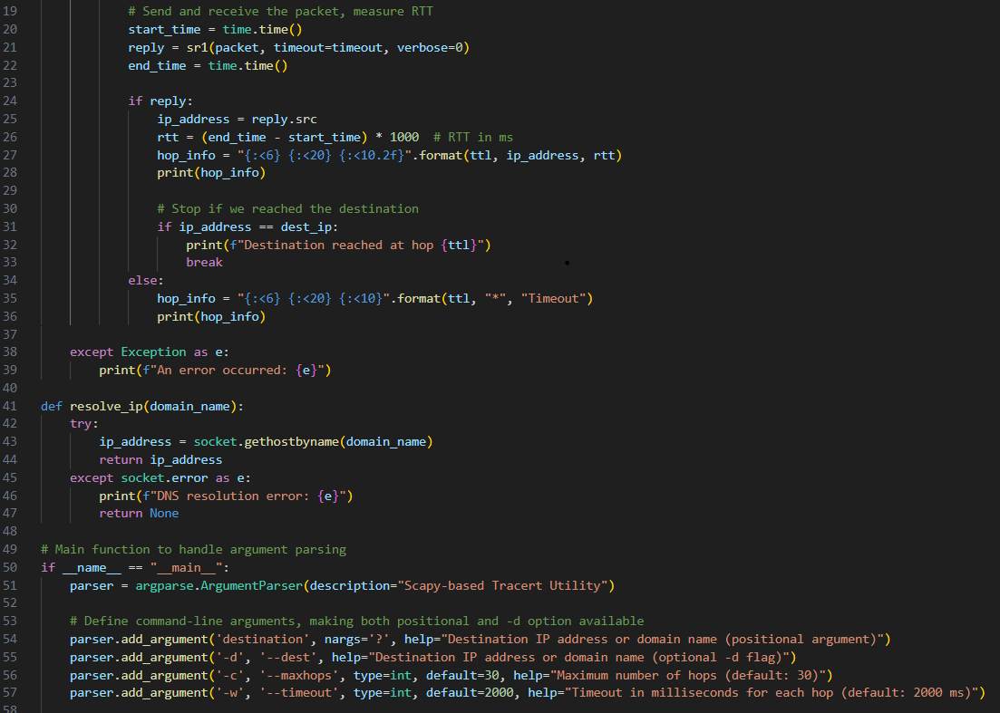 19 # Send and receive the packet, measure RTT
20 start_time = time.time()
21 reply = sr1(packet, timeout=timeout, verbose=0)
22 end_time = time.time()
23
24 if reply:
25 ip_address = reply.src
26 rtt = (end_time - start_time) * 1000  # RTT in ms
27 hop_info = "{:<6} {:<20} {:<10.2f}".format(ttl, ip_address, rtt)
28 print(hop_info)
29
30 # Stop if we reached the destination
31 if ip_address == dest_ip:
32 print(f"Destination reached at hop {ttl}")
33 break
34 else:
35 hop_info = "{:<6} {:<20} {:<10}".format(ttl, "*", "Timeout")
36 print(hop_info)
37
38 except Exception as e:
39 print(f"An error occurred: {e}")
40
41 def resolve_ip(domain_name):
42 try:
43 ip_address = socket.gethostbyname(domain_name)
44 return ip_address
45 except socket.error as e:
46 print(f"DNS resolution error: {e}")
47 return None
48
49 # Main function to handle argument parsing
50 if __name__ == "__main__":
51 parser = argparse.ArgumentParser(description="Scapy-based Tracert Utility")
52
53 # Define command-line arguments, making both positional and -d option available
54 parser.add_argument('destination', nargs='?', help="Destination IP address or domain name (positional argument)")
55 parser.add_argument('-d', '--dest', help="Destination IP address or domain name (optional -d flag)")
56 parser.add_argument('-c', '--maxhops', type=int, default=30, help="Maximum number of hops (default: 30)")
57 parser.add_argument('-w', '--timeout', type=int, default=2000, help="Timeout in milliseconds for each hop (default: 2000 ms)")
58